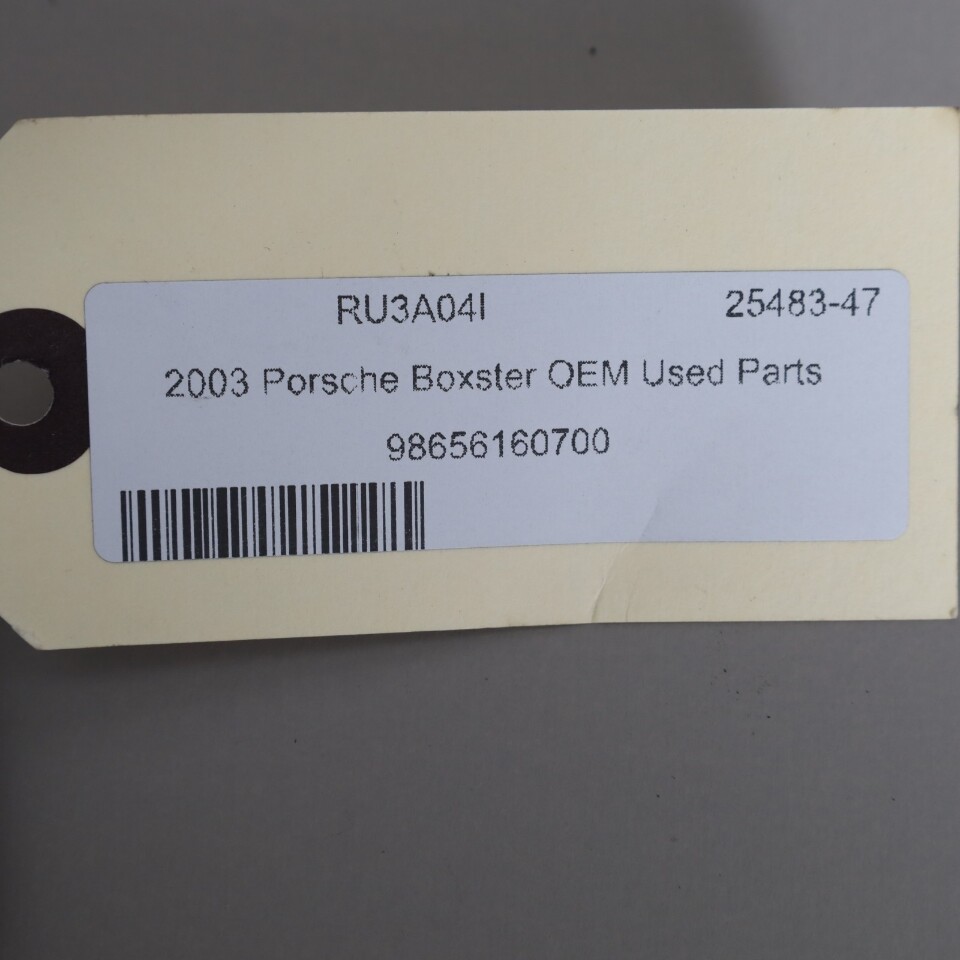 RU3A04I 25483-47
2003 Porsche Boxster OEM Used Parts
98656160700